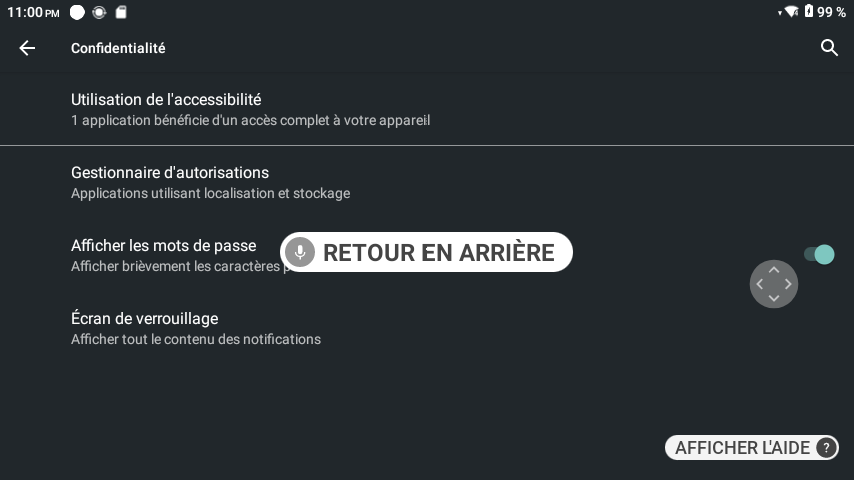 11:00 PM
99 %
Confidentialité
Utilisation de l'accessibilité
1 application bénéficie d'un accès complet à votre appareil
Gestionnaire d'autorisations
Applications utilisant localisation et stockage
Afficher les mots de passe
RETOUR EN ARRIÈRE
Afficher brièvement les caractères
Écran de verrouillage
Afficher tout le contenu des notifications
AFFICHER L'AIDE ?